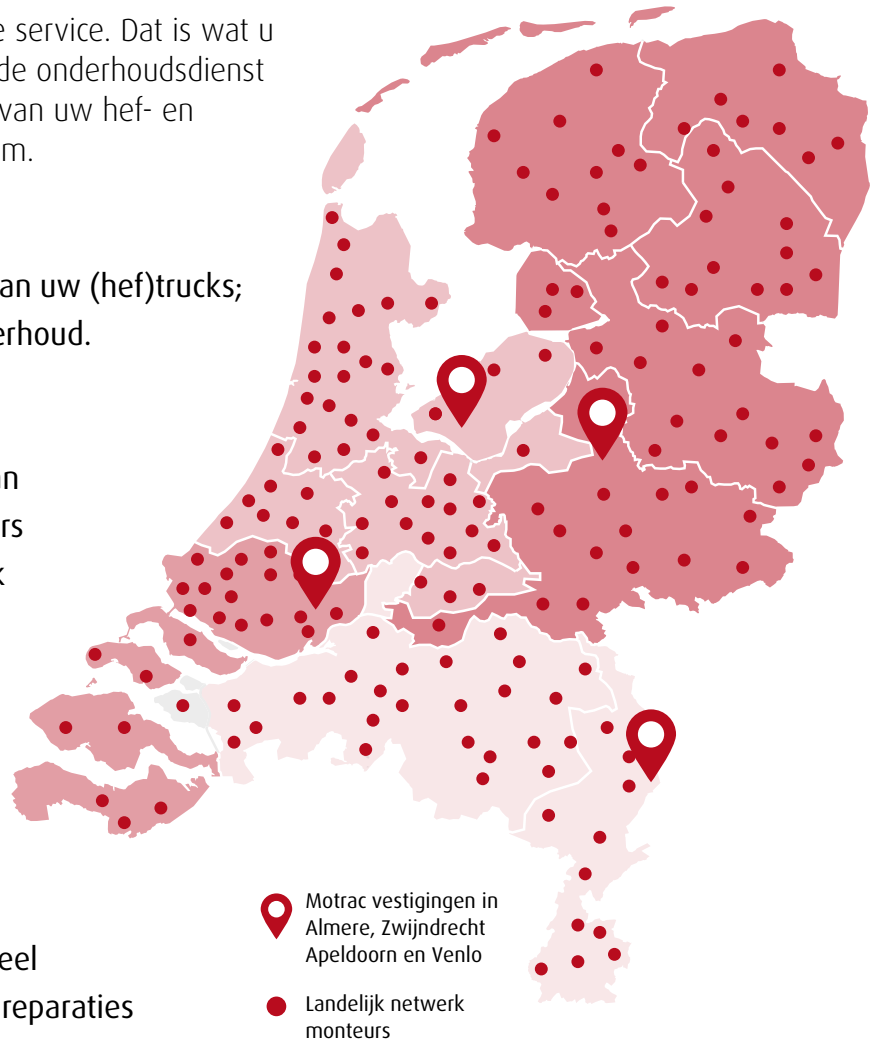 e service. Dat is wat u
de onderhoudsdienst
van uw hef- en
m.
an uw (hef)trucks;
erhoud.
an
rs
k
eel
reparaties
Motrac vestigingen in
Almere, Zwijndrecht
Apeldoorn en Venlo
Landelijk netwerk
monteurs